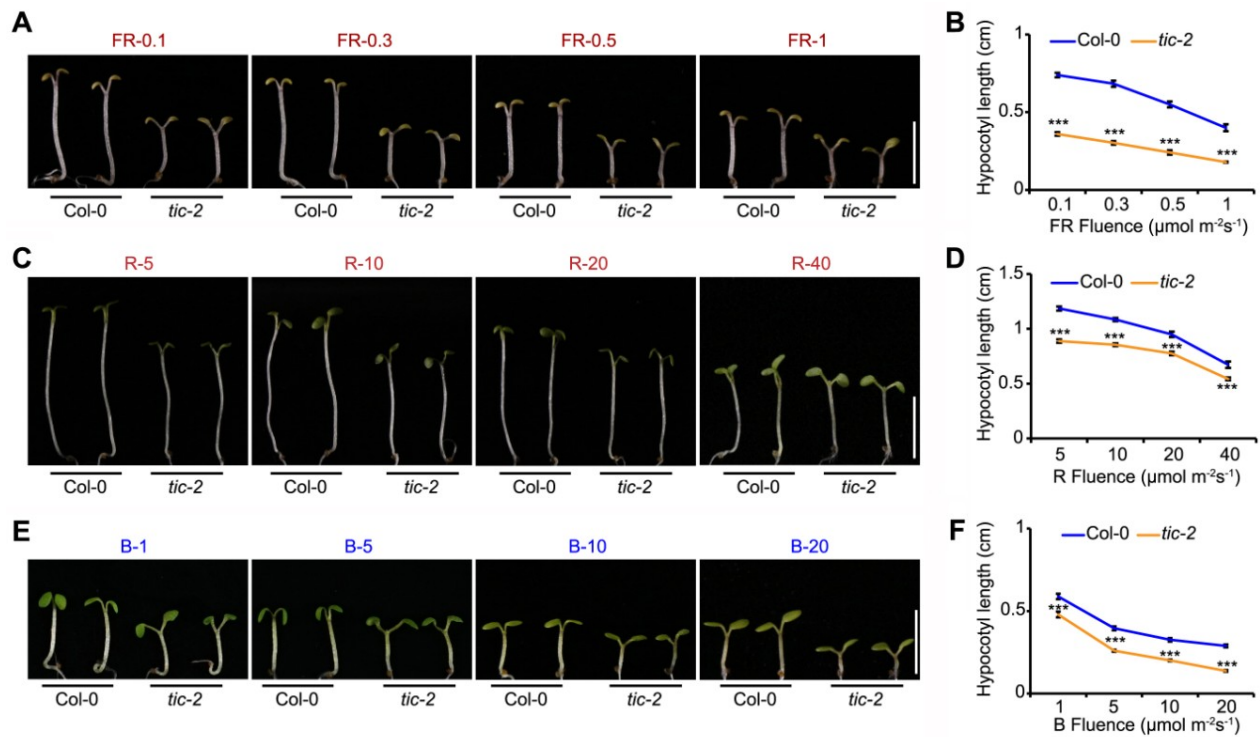 A
FR-0.1 FR-0.3 FR-0.5 FR-1
Col-0 tic-2 Col-0 tic-2 Col-0 tic-2 Col-0 tic-2
B
Col-0 tic-2
Hypocotyl length (cm)
1
0.5
0
*** *** *** ***
0.1 0.3 0.5 1
FR Fluence (µmol m⁻²s⁻¹)
C
R-5 R-10 R-20 R-40
Col-0 tic-2 Col-0 tic-2 Col-0 tic-2 Col-0 tic-2
D
Col-0 tic-2
Hypocotyl length (cm)
1.5
1
0.5
0
*** *** *** ***
5 10 20 40
R Fluence (µmol m⁻²s⁻¹)
E
B-1 B-5 B-10 B-20
Col-0 tic-2 Col-0 tic-2 Col-0 tic-2 Col-0 tic-2
F
Col-0 tic-2
Hypocotyl length (cm)
1
0.5
0
*** *** *** ***
1 5 10 20
B Fluence (µmol m⁻²s⁻¹)